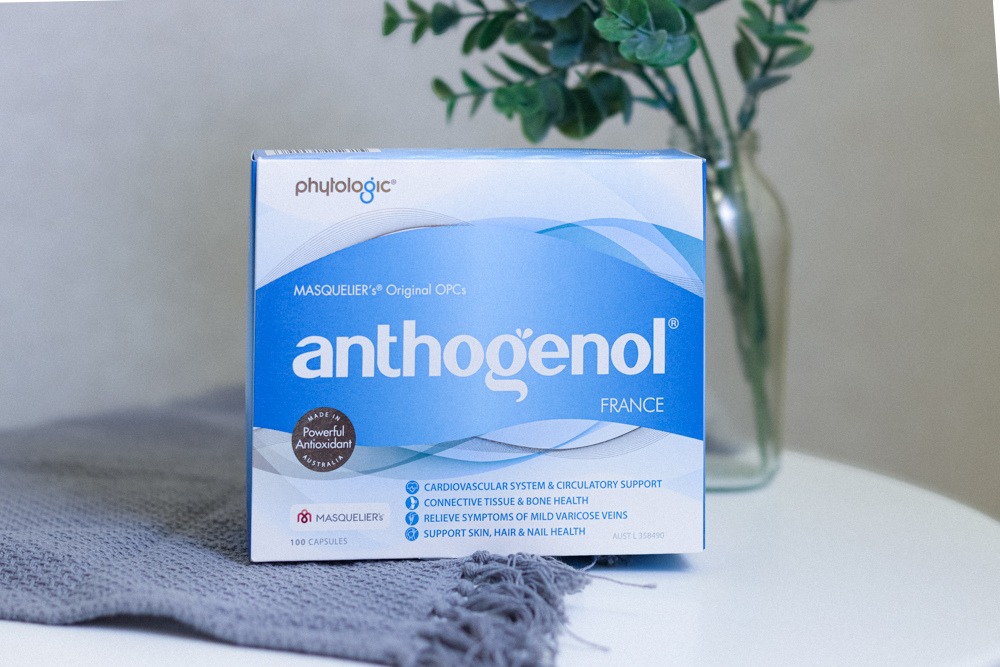 phytologic®
MASQUELIER's® Original OPCs
anthogenol®
FRANCE
MADE IN
Powerful
Antioxidant
AUSTRALIA
CARDIOVASCULAR SYSTEM & CIRCULATORY SUPPORT
CONNECTIVE TISSUE & BONE HEALTH
RELIEVE SYMPTOMS OF MILD VARICOSE VEINS
SUPPORT SKIN, HAIR & NAIL HEALTH
MASQUELIER's
100 CAPSULES
AUST L 358490